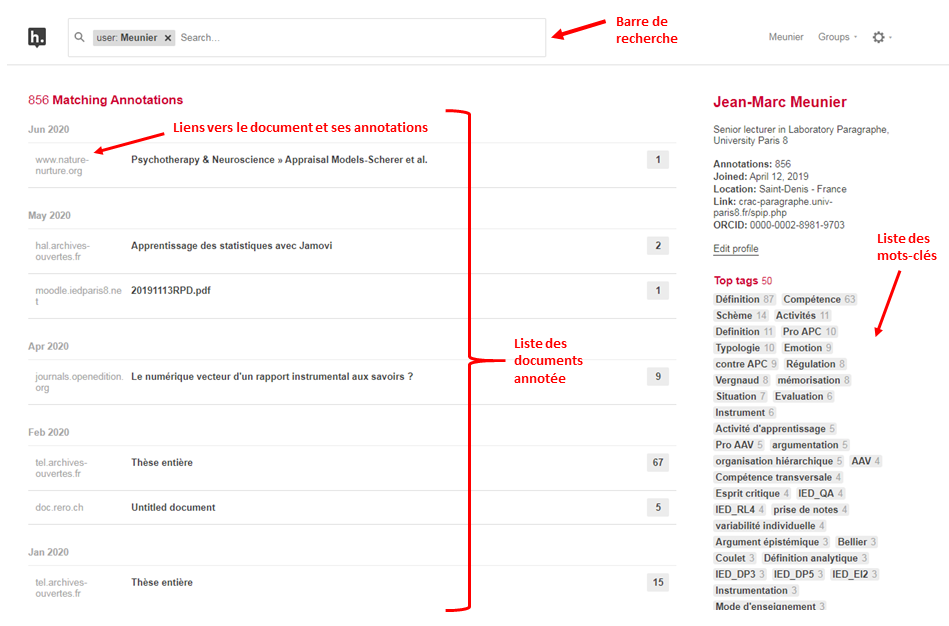 h.
user: Meunier × Search...
Barre de
recherche
Meunier Groups
856 Matching Annotations
Liens vers le document et ses annotations
Jun 2020
www.nature-
nurture.org
Psychotherapy & Neuroscience » Appraisal Models-Scherer et al.
1
May 2020
hal.archives-
ouvertes.fr
Apprentissage des statistiques avec Jamovi
2
moodle.iedparis8.ne
t
20191113RPD.pdf
1
Apr 2020
journals.openedition.
org
Le numérique vecteur d'un rapport instrumental aux savoirs ?
9
Liste des
documents
annotée
Feb 2020
tel.archives-
ouvertes.fr
Thèse entière
67
doc.rero.ch
Untitled document
5
Jan 2020
tel.archives-
ouvertes.fr
Thèse entière
15
Jean-Marc Meunier
Senior lecturer in Laboratory Paragraphe,
University Paris 8
Annotations: 856
Joined: April 12, 2019
Location: Saint-Denis - France
Link: crac-paragraphe.univ-
paris8.fr/spip.php
ORCID: 0000-0002-8981-9703
Edit profile
Liste des
mots-clés
Top tags 50
Définition 87 Compétence 63
Schème 14 Activités 11
Definition 11 Pro APC 10
Typologie 10 Emotion 9
contre APC 9 Régulation 8
Vergnaud 8 mémorisation 8
Situation 7 Evaluation 6
Instrument 6
Activité d'apprentissage 5
Pro AAV 5 argumentation 5
organisation hiérarchique 5 AAV 4
Compétence transversale 4
Esprit critique 4 IED_QA 4
IED_RL4 4 prise de notes 4
variabilité individuelle 4
Argument épistémique 3 Bellier 3
Coulet 3 Définition analytique 3
IED_DP3 3 IED_DP5 3 IED_EI2 3
Instrumentation 3
Mode d'enseignement 3